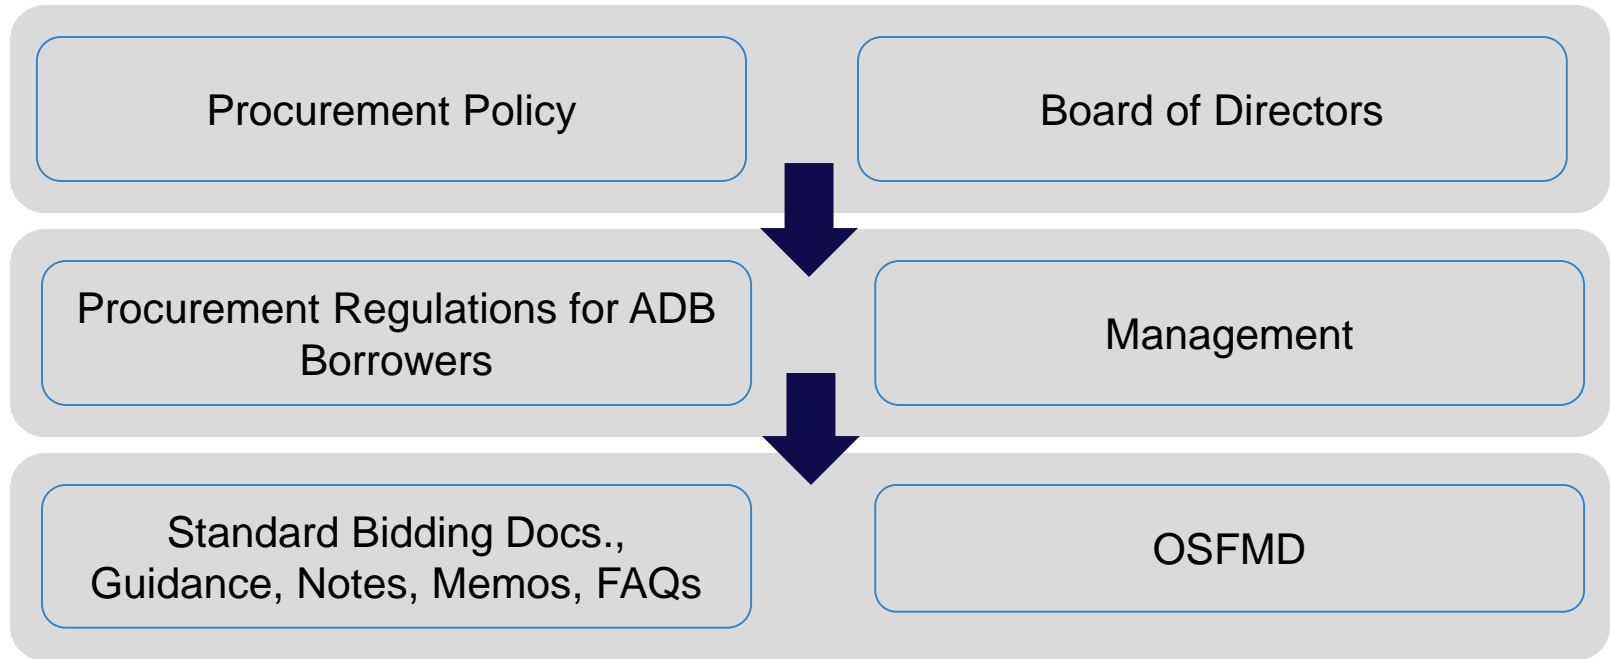 Procurement Policy
Board of Directors
Procurement Regulations for ADB
Borrowers
Management
Standard Bidding Docs.,
Guidance, Notes, Memos, FAQs
OSFMD